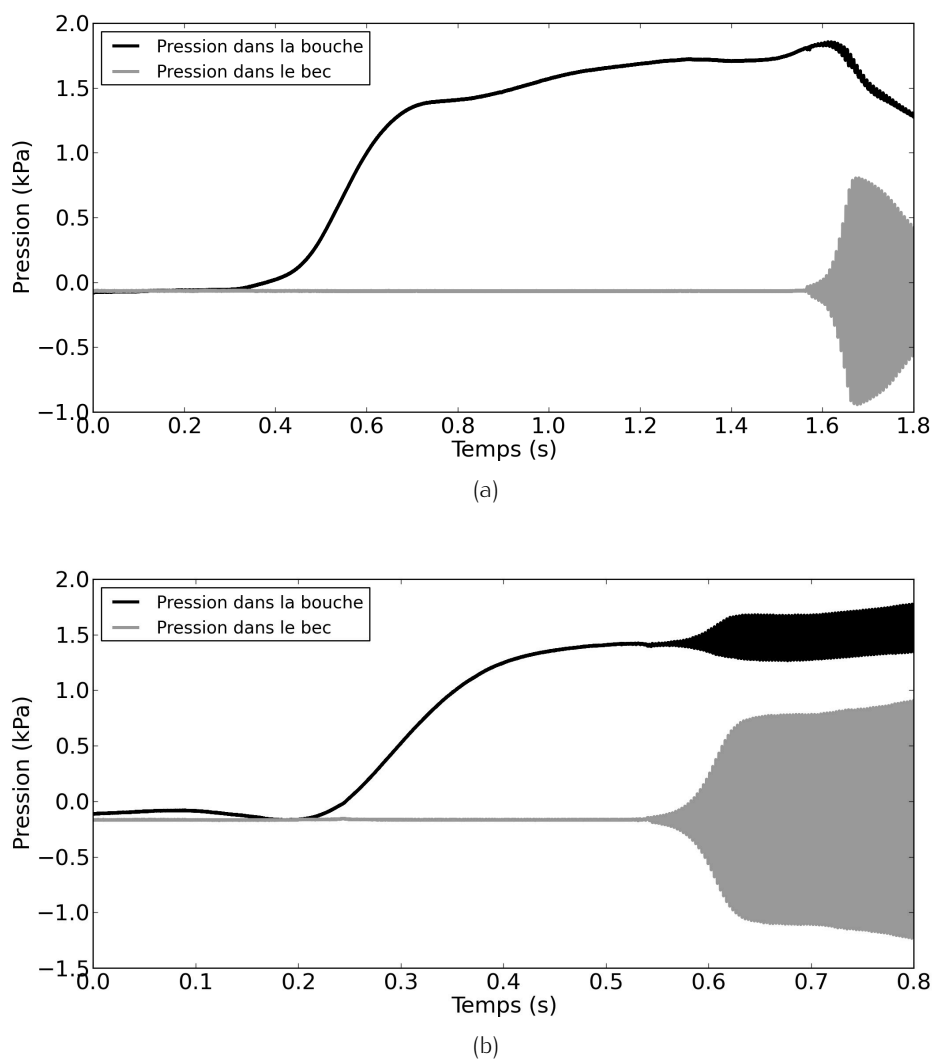 2.0
1.5
1.0
0.5
0.0
−0.5
−1.0
Pression (kPa)
Pression dans la bouche
Pression dans le bec
0.0 0.2 0.4 0.6 0.8 1.0 1.2 1.4 1.6 1.8
Temps (s)
(a)
2.0
1.5
1.0
0.5
0.0
−0.5
−1.0
−1.5
Pression (kPa)
Pression dans la bouche
Pression dans le bec
0.0 0.1 0.2 0.3 0.4 0.5 0.6 0.7 0.8
Temps (s)
(b)